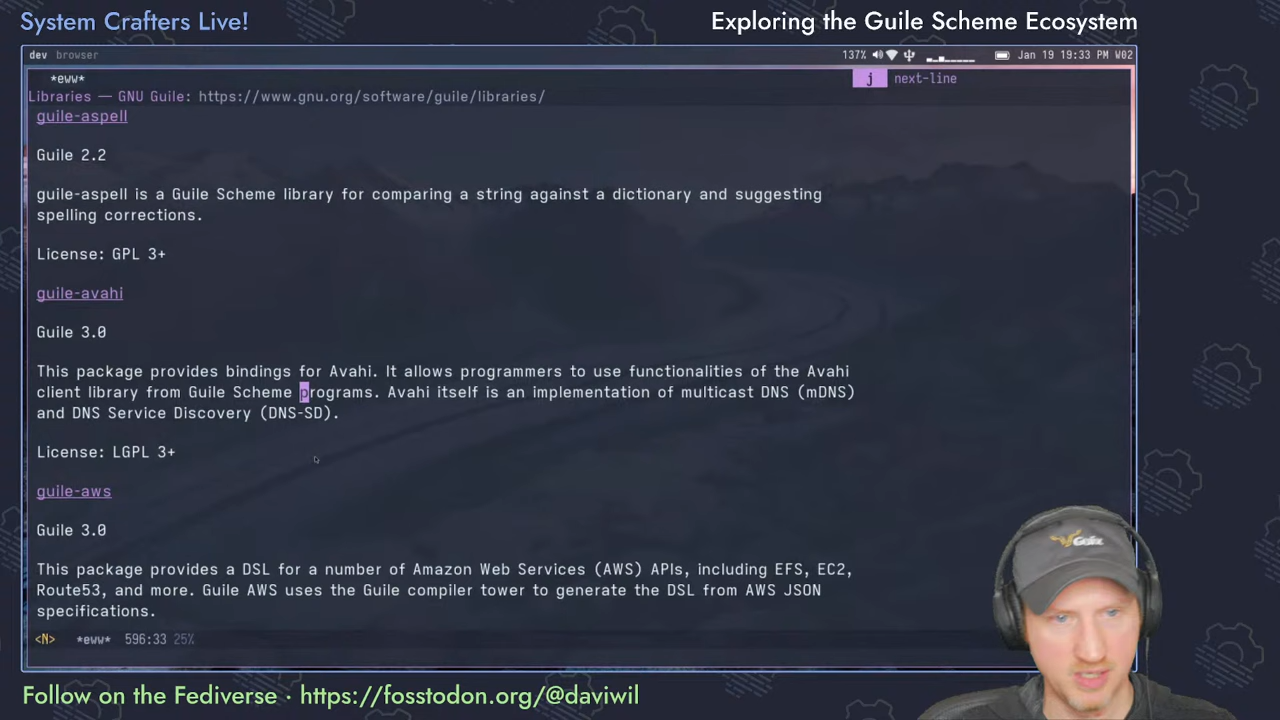 System Crafters Live!
Exploring the Guile Scheme Ecosystem
dev browser
137%
Jan 19 19:33 PM W02
*eww*
j next-line
Libraries — GNU Guile: https://www.gnu.org/software/guile/libraries/
guile-aspell
Guile 2.2
guile-aspell is a Guile Scheme library for comparing a string against a dictionary and suggesting
spelling corrections.
License: GPL 3+
guile-avahi
Guile 3.0
This package provides bindings for Avahi. It allows programmers to use functionalities of the Avahi
client library from Guile Scheme programs. Avahi itself is an implementation of multicast DNS (mDNS)
and DNS Service Discovery (DNS-SD).
License: LGPL 3+
guile-aws
Guile 3.0
This package provides a DSL for a number of Amazon Web Services (AWS) APIs, including EFS, EC2,
Route53, and more. Guile AWS uses the Guile compiler tower to generate the DSL from AWS JSON
specifications.
<N> *eww* 596:33 25%
Guix
Follow on the Fediverse · https://fosstodon.org/@daviwil